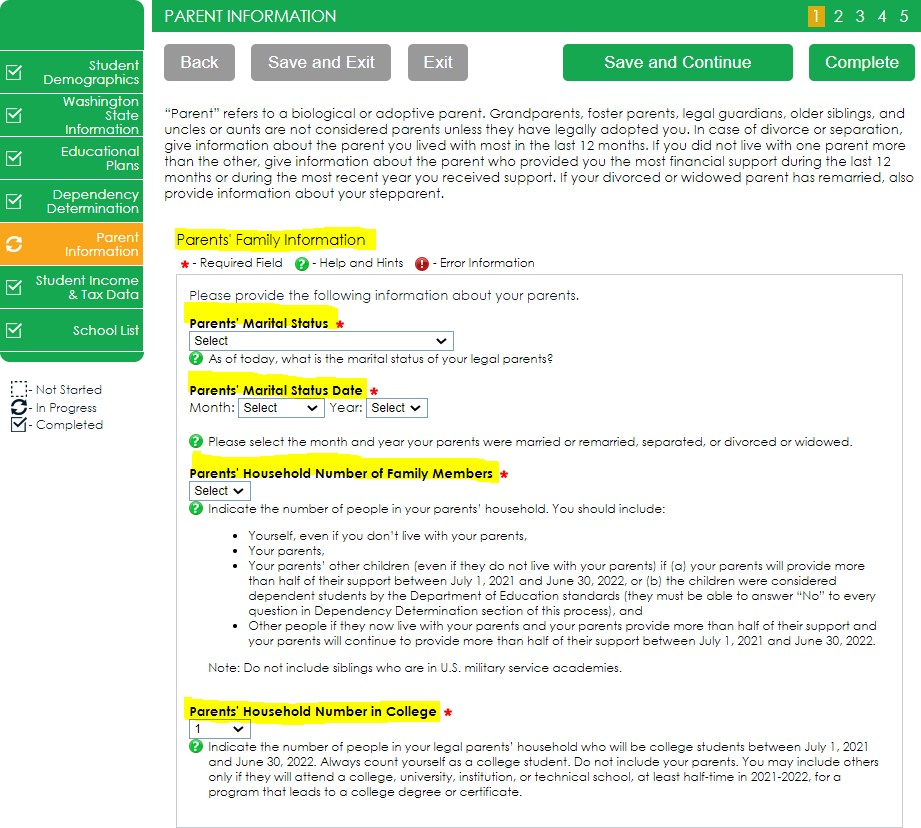 PARENT INFORMATION
1 2 3 4 5
Back
Save and Exit
Exit
Save and Continue
Complete
Student
Demographics
Washington
State
Information
Educational
Plans
Dependency
Determination
Parent
Information
Student Income
& Tax Data
School List
- Not Started
- In Progress
- Completed
“Parent” refers to a biological or adoptive parent. Grandparents, foster parents, legal guardians, older siblings, and
uncles or aunts are not considered parents unless they have legally adopted you. In case of divorce or separation,
give information about the parent you lived with most in the last 12 months. If you did not live with one parent more
than the other, give information about the parent who provided you the most financial support during the last 12
months or during the most recent year you received support. If your divorced or widowed parent has remarried, also
provide information about your stepparent.
Parents' Family Information
* - Required Field ? - Help and Hints ! - Error Information
Please provide the following information about your parents.
Parents' Marital Status *
Select
? As of today, what is the marital status of your legal parents?
Parents' Marital Status Date *
Month: Select Year: Select
? Please select the month and year your parents were married or remarried, separated, or divorced or widowed.
Parents' Household Number of Family Members *
Select
? Indicate the number of people in your parents’ household. You should include:
• Yourself, even if you don’t live with your parents,
• Your parents,
• Your parents’ other children (even if they do not live with your parents) if (a) your parents will provide more
than half of their support between July 1, 2021 and June 30, 2022, or (b) the children were considered
dependent students by the Department of Education standards (they must be able to answer “No” to every
question in Dependency Determination section of this process), and
• Other people if they now live with your parents and your parents provide more than half of their support and
your parents will continue to provide more than half of their support between July 1, 2021 and June 30, 2022.
Note: Do not include siblings who are in U.S. military service academies.
Parents' Household Number in College *
1
? Indicate the number of people in your legal parents’ household who will be college students between July 1, 2021
and June 30, 2022. Always count yourself as a college student. Do not include your parents. You may include others
only if they will attend a college, university, institution, or technical school, at least half-time in 2021-2022, for a
program that leads to a college degree or certificate.